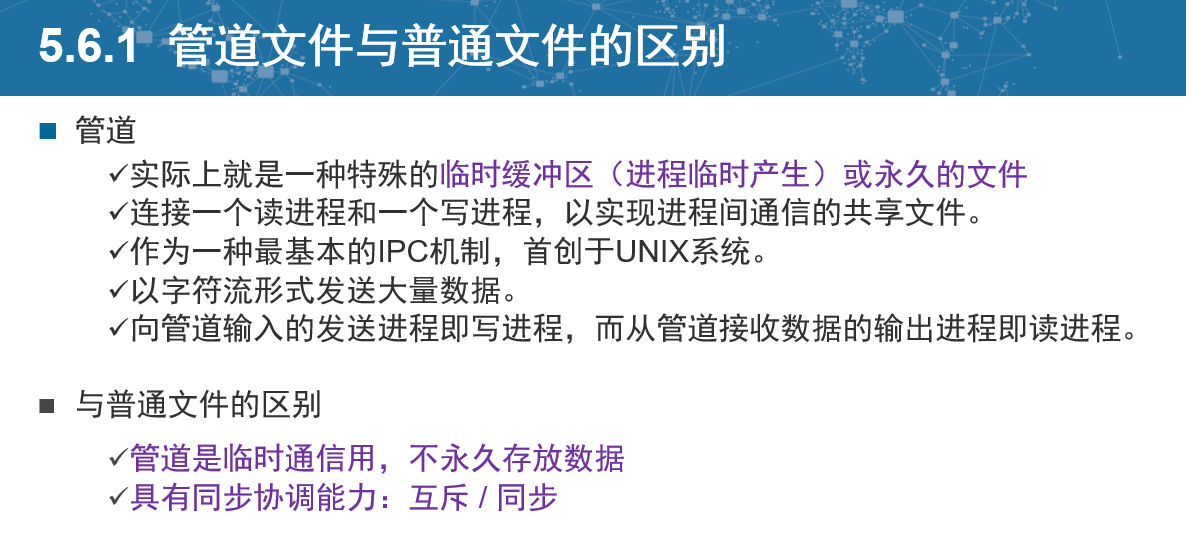 5.6.1 管道文件与普通文件的区别
■ 管道
✓实际上就是一种特殊的临时缓冲区（进程临时产生）或永久的文件
✓连接一个读进程和一个写进程，以实现进程间通信的共享文件。
✓作为一种最基本的IPC机制，首创于UNIX系统。
✓以字符流形式发送大量数据。
✓向管道输入的发送进程即写进程，而从管道接收数据的输出进程即读进程。
■ 与普通文件的区别
✓管道是临时通信用，不永久存放数据
✓具有同步协调能力：互斥 / 同步